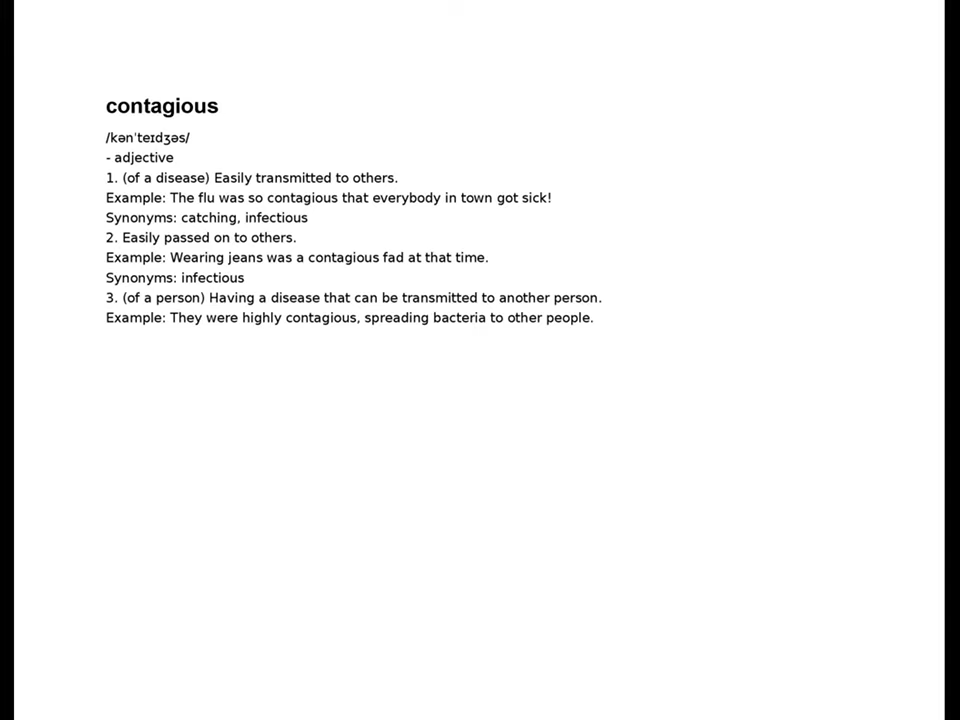 contagious
/kənˈteɪdʒəs/
- adjective
1. (of a disease) Easily transmitted to others.
Example: The flu was so contagious that everybody in town got sick!
Synonyms: catching, infectious
2. Easily passed on to others.
Example: Wearing jeans was a contagious fad at that time.
Synonyms: infectious
3. (of a person) Having a disease that can be transmitted to another person.
Example: They were highly contagious, spreading bacteria to other people.